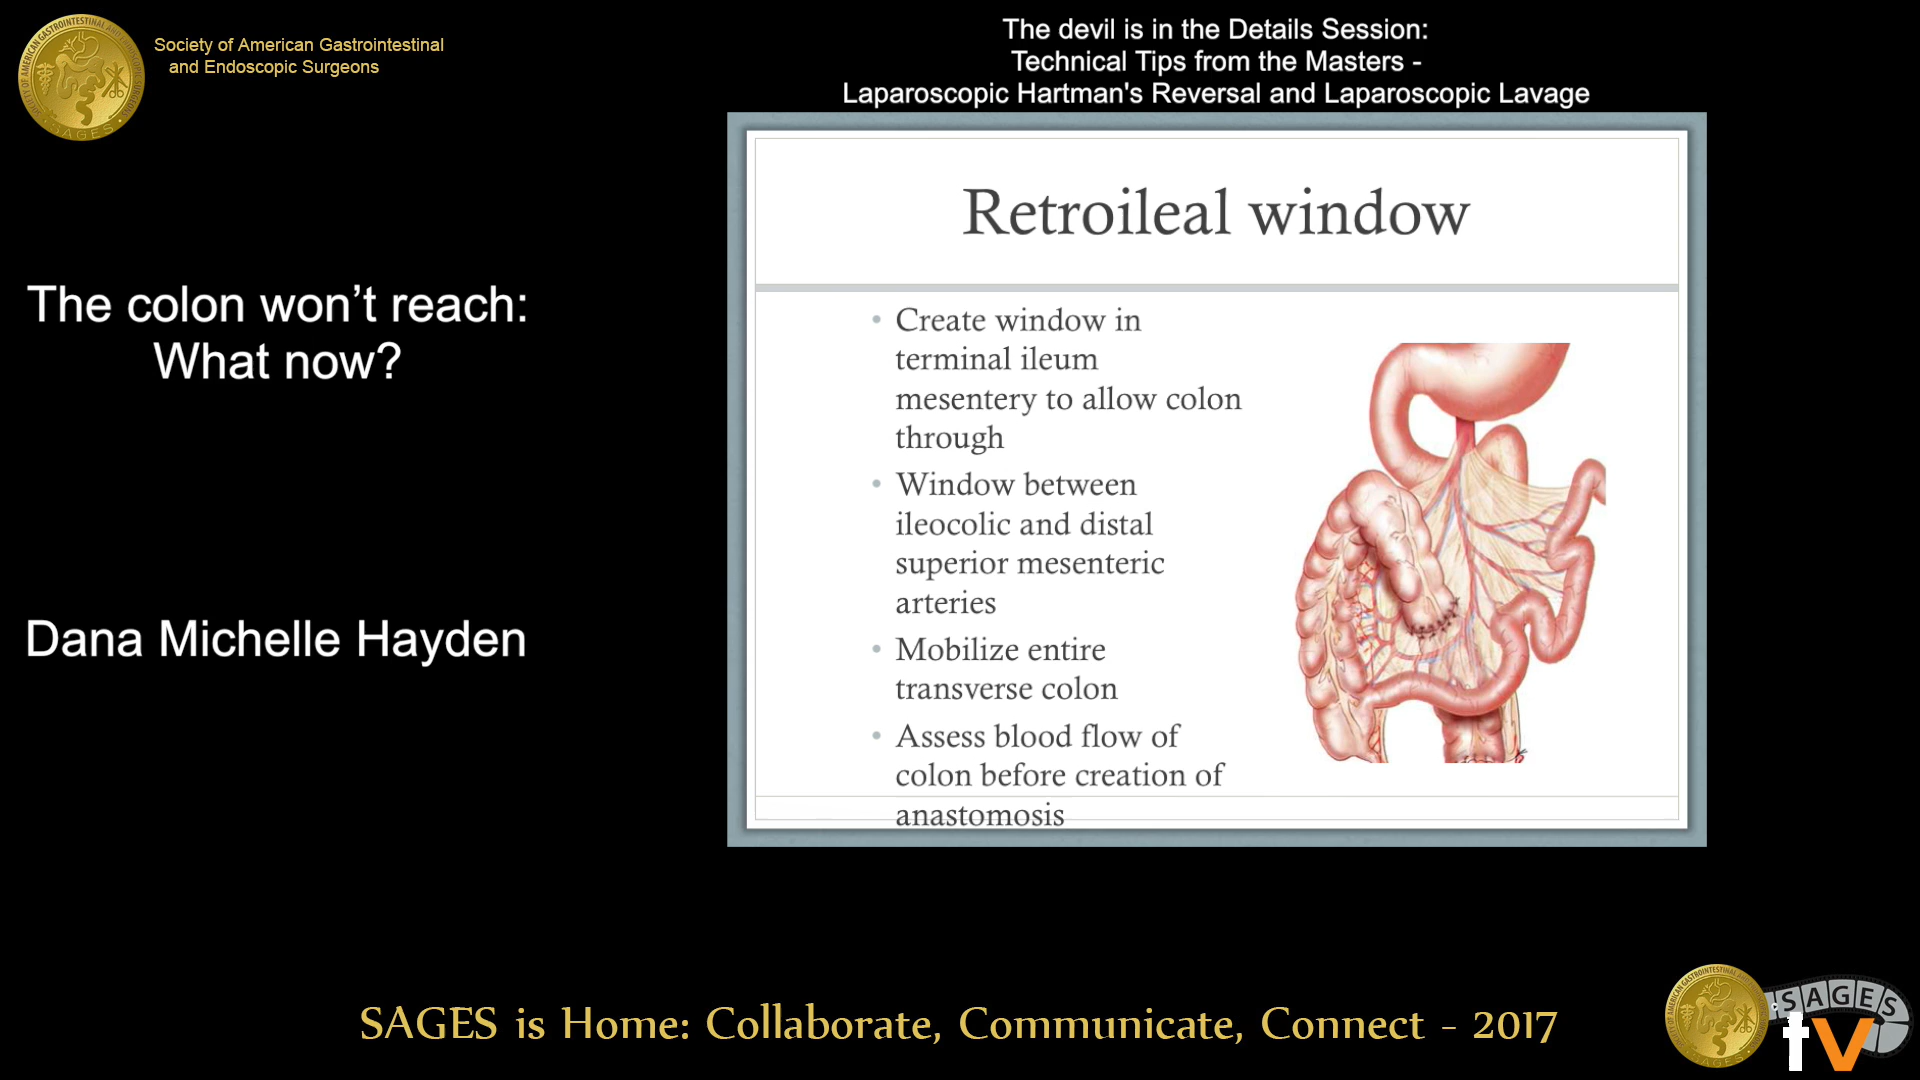 Society of American Gastrointestinal
and Endoscopic Surgeons
The devil is in the Details Session:
Technical Tips from the Masters -
Laparoscopic Hartman's Reversal and Laparoscopic Lavage
The colon won’t reach:
What now?
Dana Michelle Hayden
Retroileal window
• Create window in
terminal ileum
mesentery to allow colon
through
• Window between
ileocolic and distal
superior mesenteric
arteries
• Mobilize entire
transverse colon
• Assess blood flow of
colon before creation of
anastomosis
SAGES is Home: Collaborate, Communicate, Connect - 2017
SAGES
tv
SAGES